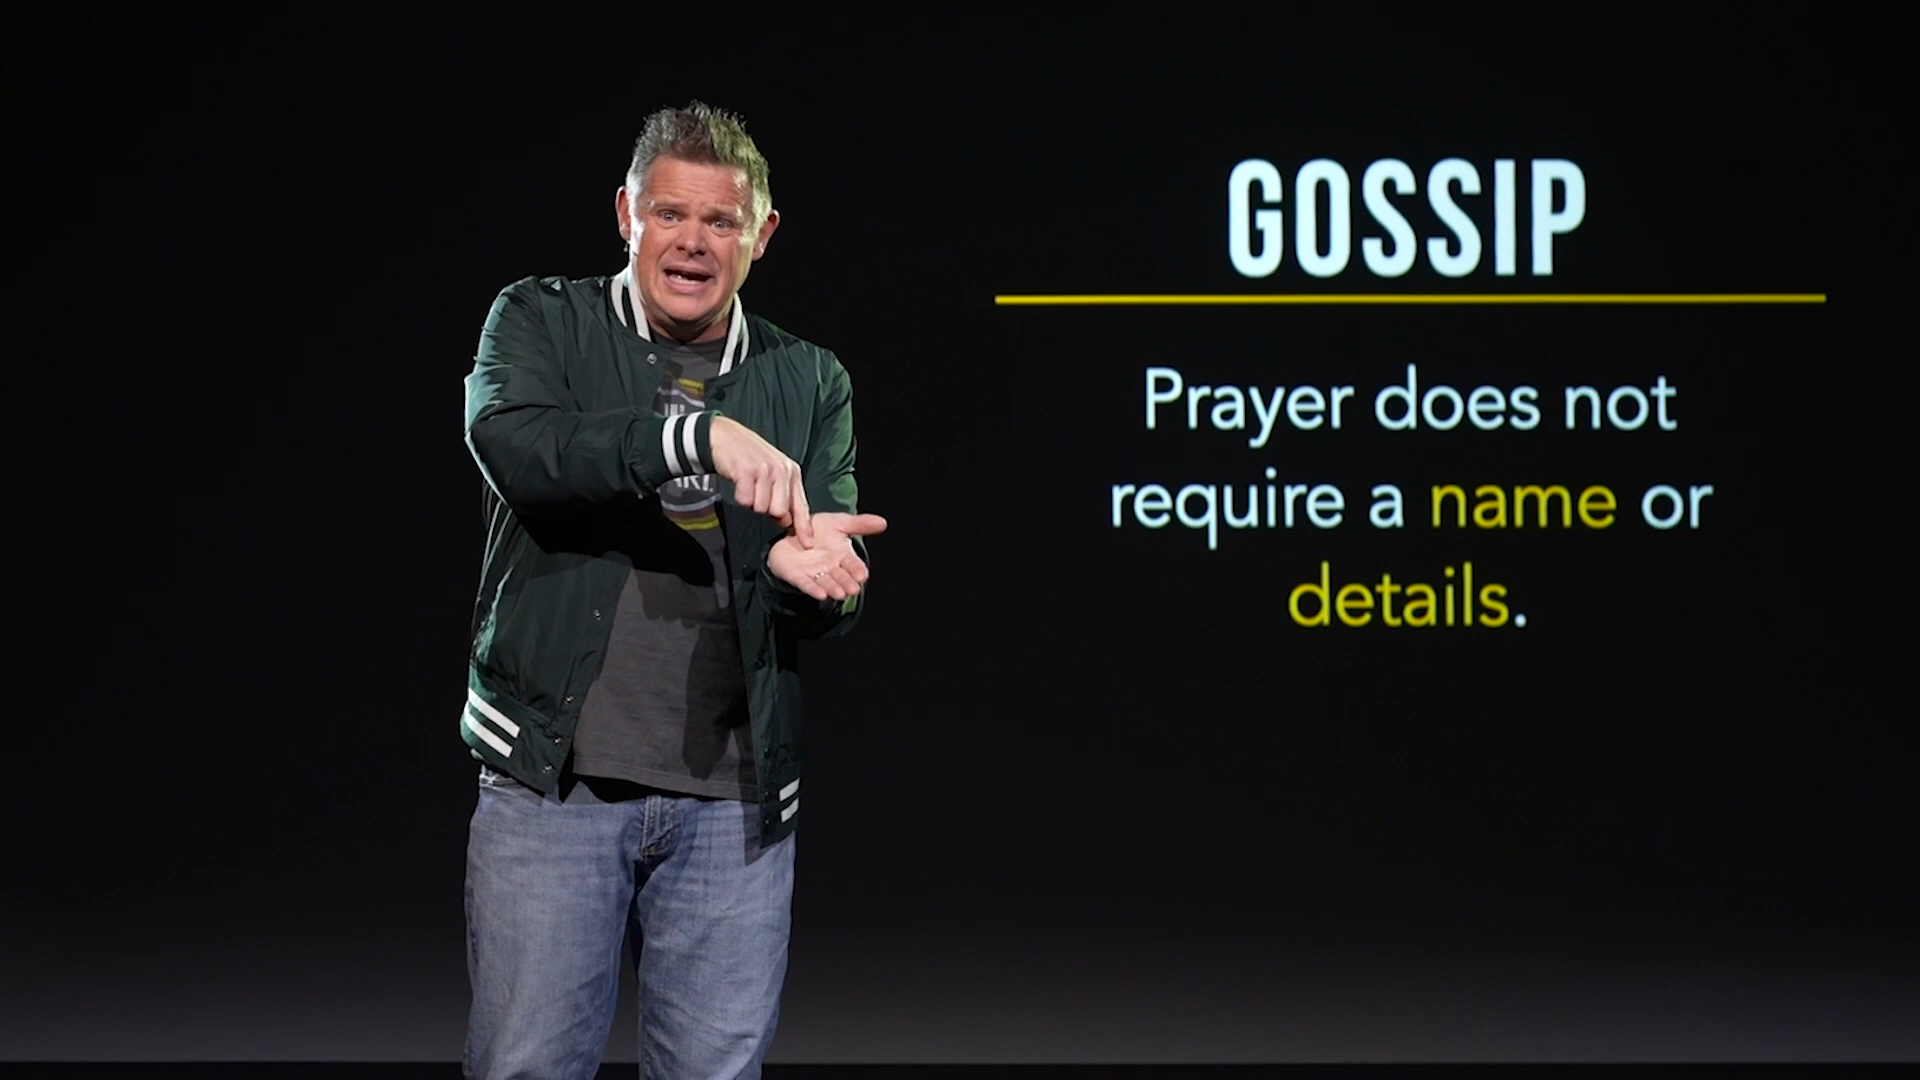 GOSSIP
Prayer does not
require a name or
details.